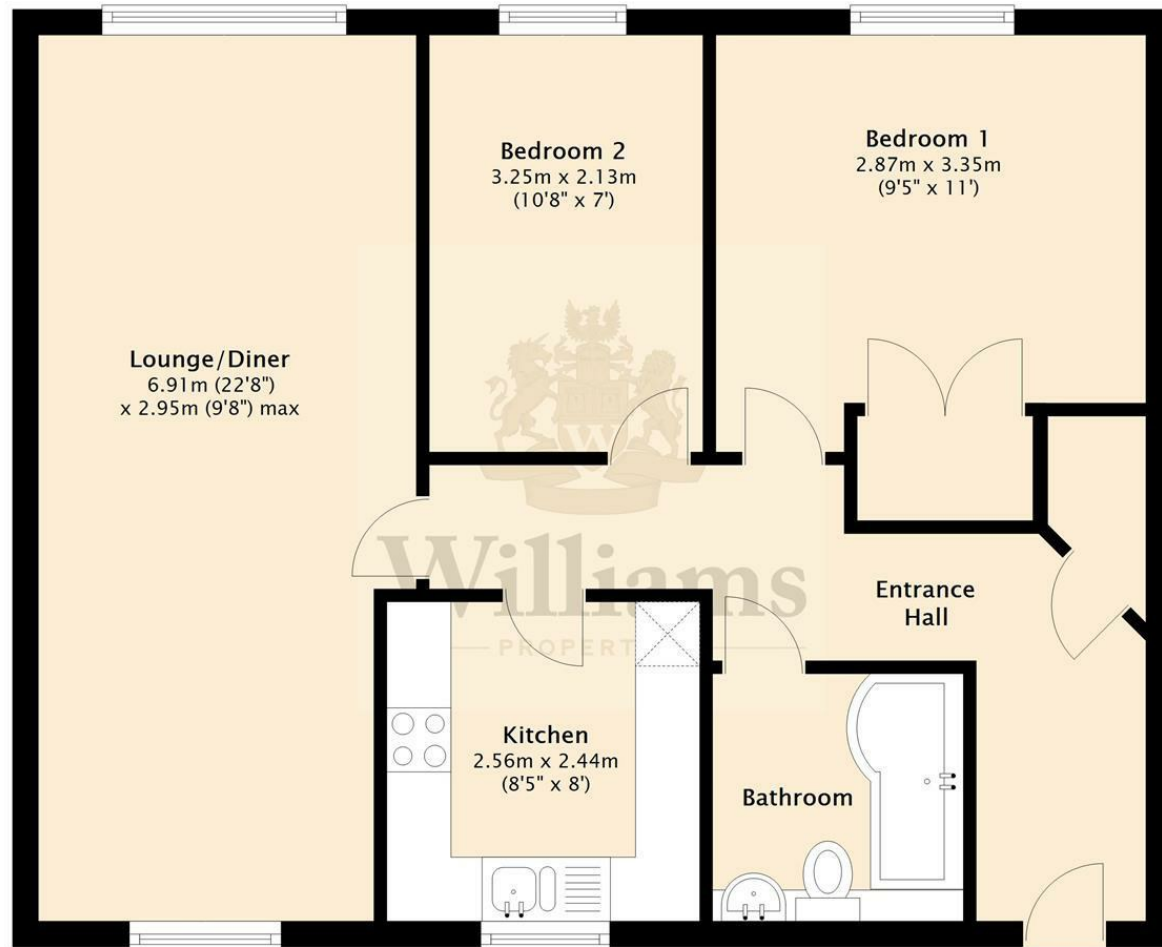 Bedroom 2
3.25m x 2.13m
(10'8" x 7')
Bedroom 1
2.87m x 3.35m
(9'5" x 11')
Lounge/Diner
6.91m (22'8")
x 2.95m (9'8") max
W
Williams
PROPERT
Entrance
Hall
Kitchen
2.56m x 2.44m
(8'5" x 8')
Bathroom